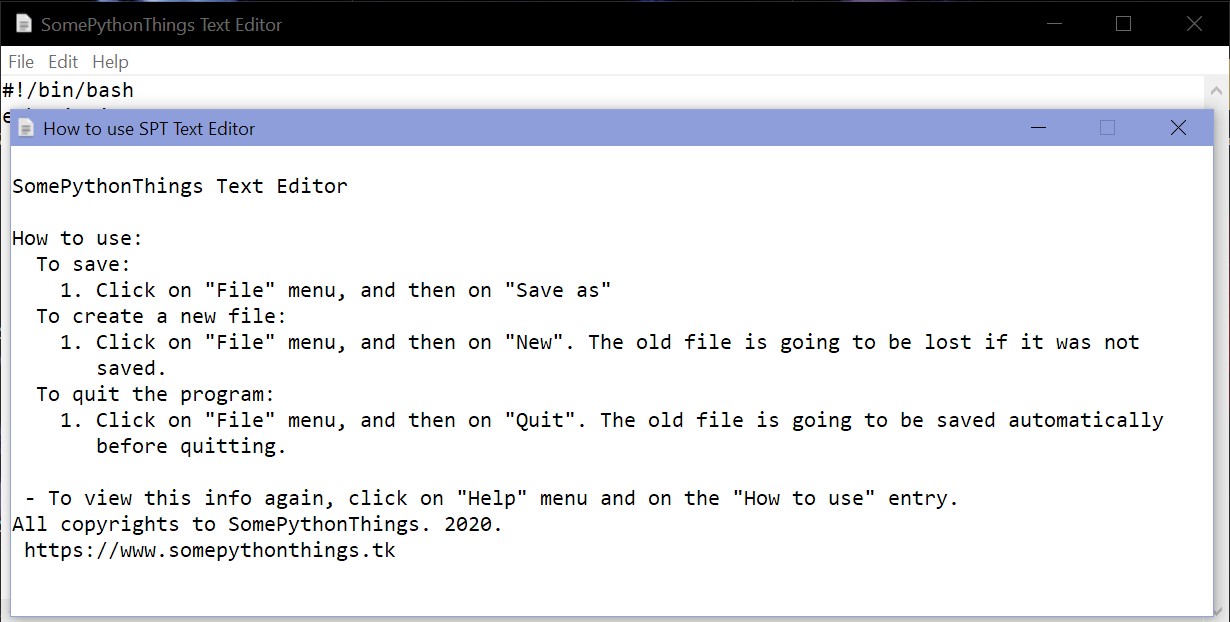 SomePythonThings Text Editor
File Edit Help
#!/bin/bash
How to use SPT Text Editor
SomePythonThings Text Editor
How to use:
To save:
1. Click on "File" menu, and then on "Save as"
To create a new file:
1. Click on "File" menu, and then on "New". The old file is going to be lost if it was not
saved.
To quit the program:
1. Click on "File" menu, and then on "Quit". The old file is going to be saved automatically
before quitting.
- To view this info again, click on "Help" menu and on the "How to use" entry.
All copyrights to SomePythonThings. 2020.
https://www.somepythonthings.tk